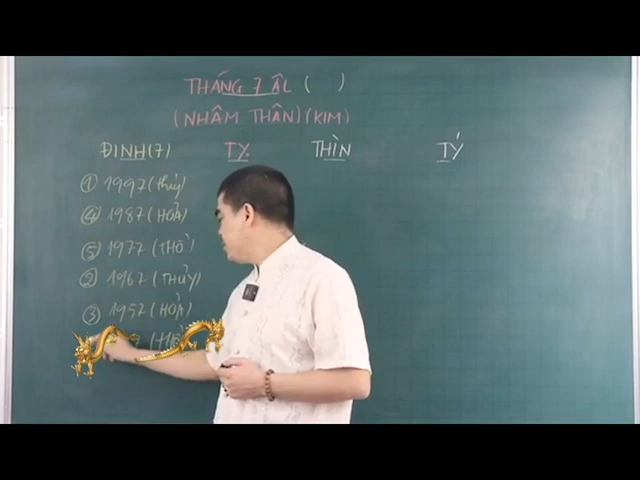 THÁNG 7 ÂL ( )
(NHÂM THÂN) (KIM)
ĐINH(7) TỴ THÌN TÝ
① 1997(THỦY)
④ 1987(HỎA)
⑤ 1977(THỔ)
② 1967(THỦY)
③ 1957(HỎA)